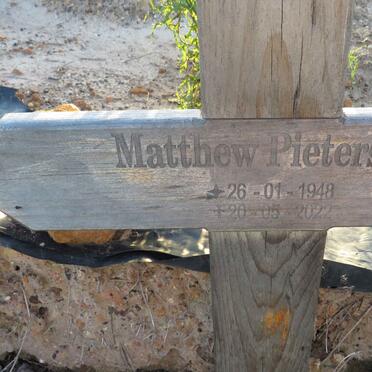 Matthew Pieters
✦ 26 - 01 - 1948
✝ 20 - 05 - 2022